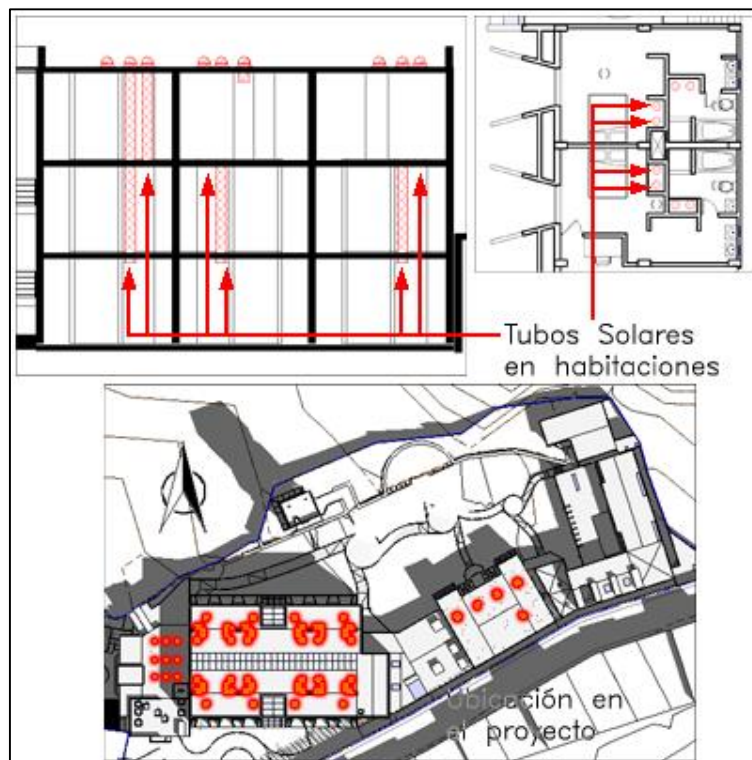 Tubos Solares
en habitaciones
Ubicación en
el proyecto